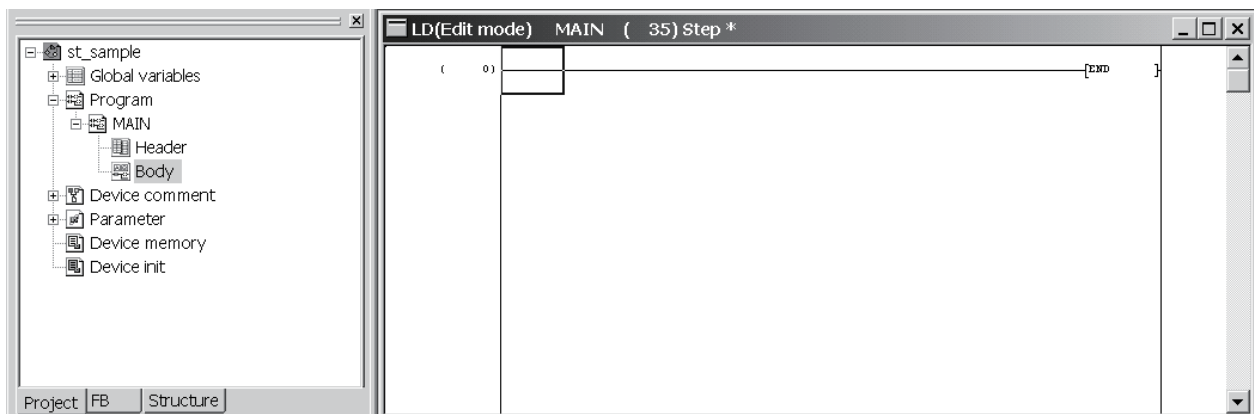 st_sample
Global variables
Program
MAIN
Header
Body
Device comment
Parameter
Device memory
Device init
Project FB Structure
LD(Edit mode) MAIN ( 35) Step *
( 0) [END ]